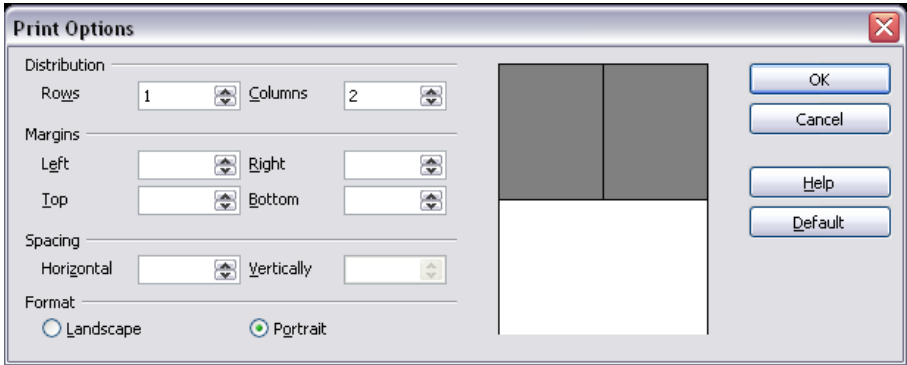 Print Options
Distribution
Rows 1 Columns 2
OK
Cancel
Margins
Left Right
Help
Top Bottom
Default
Spacing
Horizontal Vertically
Format
Landscape Portrait